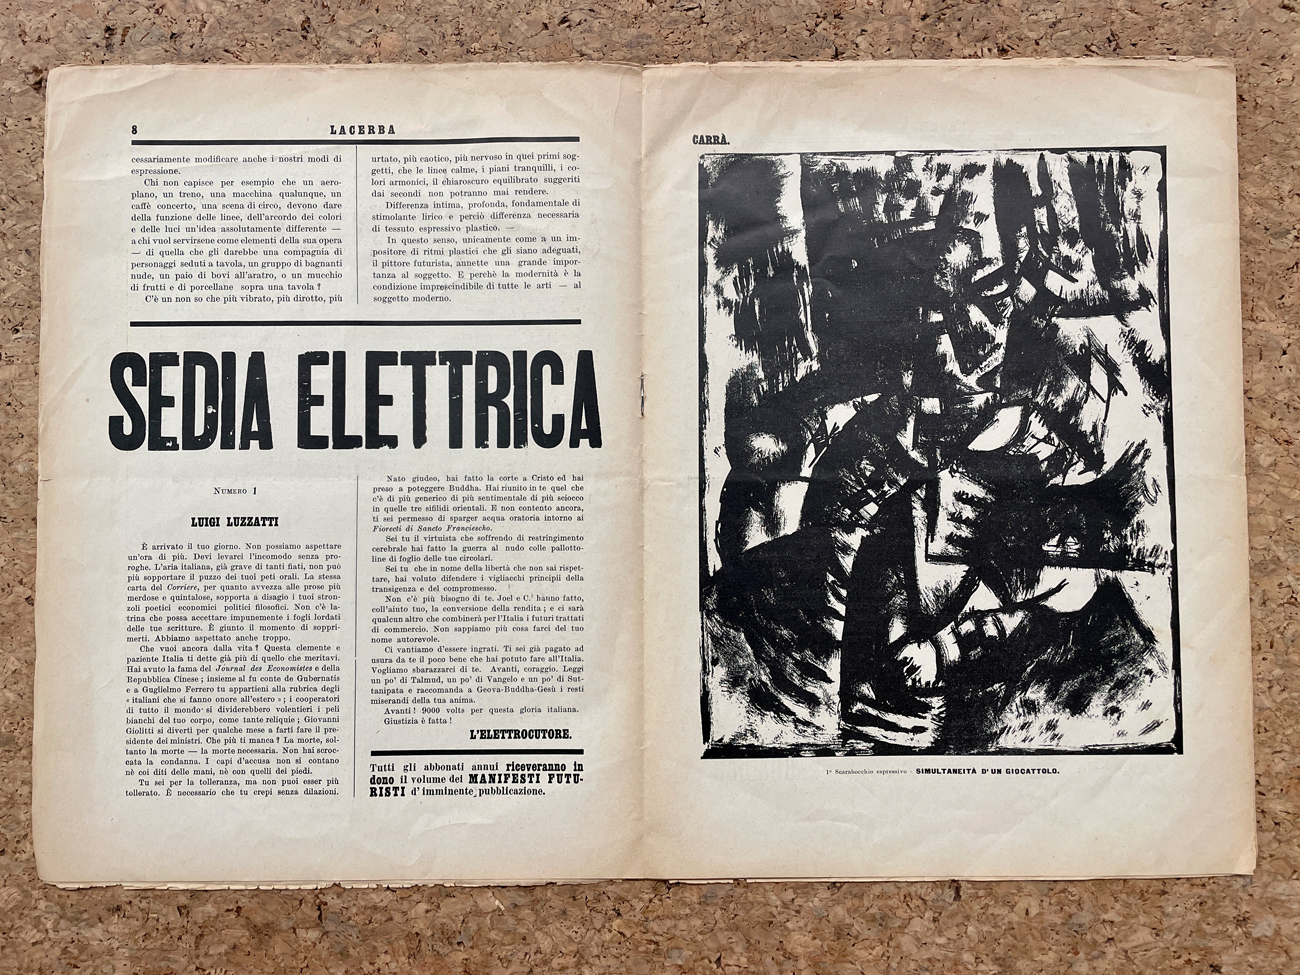 8
LACERBA
cessariamente modificare anche i nostri modi di
espressione.
Chi non capisce per esempio che un aero-
plano, un treno, una macchina qualunque, un
caffè concerto, una scena di circo, devono dare
della funzione delle linee, dell'arcordo dei colori
e delle luci un'idea assolutamente differente —
a chi vuol servirsene come elementi della sua opera
— di quella che gli darebbe una compagnia di
personaggi seduti a tavola, un gruppo di bagnanti
nude, un paio di bovi all'aratro, o un mucchio
di frutti e di porcellane sopra una tavola ?
C'è un non so che più vibrato, più dirotto, più
urtato, più caotico, più nervoso in quei primi sog-
getti, che le linee calme, i piani tranquilli, i co-
lori armonici, il chiaroscuro equilibrato suggeriti
dai secondi non potranno mai rendere.
Differenza intima, profonda, fondamentale di
stimolante lirico e perciò differenza necessaria
di tessuto espressivo plastico. —
In questo senso, unicamente come a un im-
positore di ritmi plastici che gli siano adeguati,
il pittore futurista, annette una grande impor-
tanza al soggetto. E perchè la modernità è la
condizione imprescindibile di tutte le arti — al
soggetto moderno.
SEDIA ELETTRICA
NUMERO 1
LUIGI LUZZATTI
È arrivato il tuo giorno. Non possiamo aspettare
un'ora di più. Devi levarci l'incomodo senza pro-
roghe. L'aria italiana, già grave di tanti fiati, non può
più sopportare il puzzo dei tuoi peti orali. La stessa
carta del Corriere, per quanto avvezza alle prose più
merdose e quintalose, sopporta a disagio i tuoi stron-
zoli poetici economici politici filosofici. Non c'è la-
trina che possa accettare impunemente i fogli lordati
delle tue scritture. È giunto il momento di soppri-
merti. Abbiamo aspettato anche troppo.
Che vuoi ancora dalla vita ? Questa clemente e
paziente Italia ti dette già più di quello che meritavi.
Hai avuto la fama del Journal des Economistes e della
Repubblica Cinese ; insieme al fu conte de Gubernatis
e a Guglielmo Ferrero tu appartieni alla rubrica degli
« italiani che si fanno onore all'estero » ; i cooperatori
di tutto il mondo si dividerebbero volentieri i peli
bianchi del tuo corpo, come tante reliquie ; Giovanni
Giolitti si divertì per qualche mese a farti fare il pre-
sidente dei ministri. Che più ti manca ? La morte, sol-
tanto la morte — la morte necessaria. Non hai scroc-
cata la condanna. I capi d'accusa non si contano
nè coi diti delle mani, nè con quelli dei piedi.
Tu sei per la tolleranza, ma non puoi esser più
tollerato. È necessario che tu crepi senza dilazioni.
Nato giudeo, hai fatto la corte a Cristo ed hai
preso a poteggere Buddha. Hai riunito in te quel che
c'è di più generico di più sentimentale di più sciocco
in quelle tre sifilidi orientali. E non contento ancora,
ti sei permesso di sparger acqua oratoria intorno ai
Fiorecti di Sancto Franciescho.
Sei tu il virtuista che soffrendo di restringimento
cerebrale hai fatto la guerra al nudo colle pallotto-
line di foglio delle tue circolari.
Sei tu che in nome della libertà che non sai rispet-
tare, hai voluto difendere i vigliacchi principii della
transigenza e del compromesso.
Non c'è più bisogno di te. Joel e C.i hanno fatto,
coll'aiuto tuo, la conversione della rendita ; e ci sarà
qualcun altro che combinerà per l'Italia i futuri trattati
di commercio. Non sappiamo più cosa farci del tuo
nome autorevole.
Ci vantiamo d'essere ingrati. Ti sei già pagato ad
usura da te il poco bene che hai potuto fare all'Italia.
Vogliamo sbarazzarci di te. Avanti, coraggio. Leggi
un po' di Talmud, un po' di Vangelo e un po' di Sut-
tanipata e raccomanda a Geova-Buddha-Gesù i resti
miserandi della tua anima.
Avanti ! 9000 volts per questa gloria italiana.
Giustizia è fatta !
L'ELETTROCUTORE.
Tutti gli abbonati annui riceveranno in
dono il volume dei MANIFESTI FUTU-
RISTI d' imminente pubblicazione.
CARRÀ.
1º Scarabocchio espressivo - SIMULTANEITÀ D' UN GIOCATTOLO.